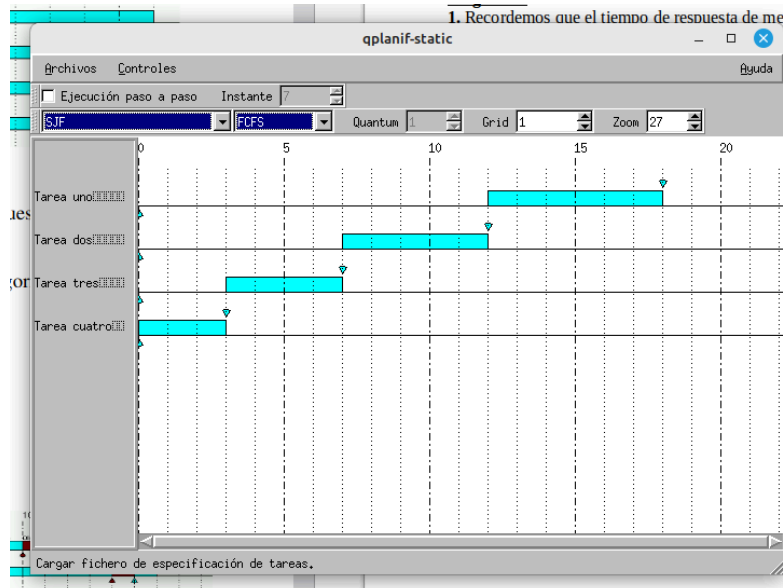 1. Recordemos que el tiempo de respuesta de me
qplanif-static
Archivos Controles Ayuda
Ejecución paso a paso Instante 7
SJF FCFS Quantum 1 Grid 1 Zoom 27
0 5 10 15 20
Tarea uno
Tarea dos
Tarea tres
Tarea cuatro
Cargar fichero de especificación de tareas.